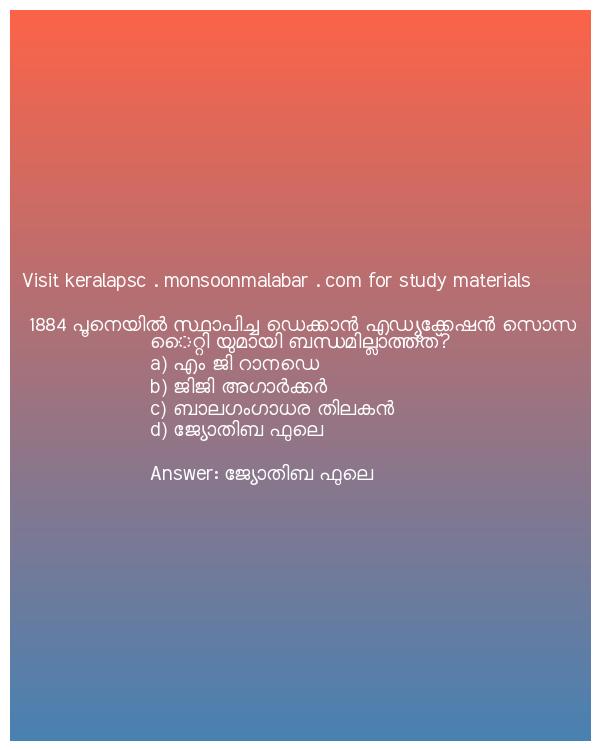 Visit keralapsc . monsoonmalabar . com for study materials
1884 പൂനെയിൽ സ്ഥാപിച്ച ഡെക്കാൻ എഡ്യൂക്കേഷൻ സൊസ
ൈറ്റി യുമായി ബന്ധമില്ലാത്തത്?
a) എം ജി റാനഡെ
b) ജിജി അഗാർക്കർ
c) ബാലഗംഗാധര തിലകൻ
d) ജ്യോതിബ ഫുലെ
Answer: ജ്യോതിബ ഫുലെ